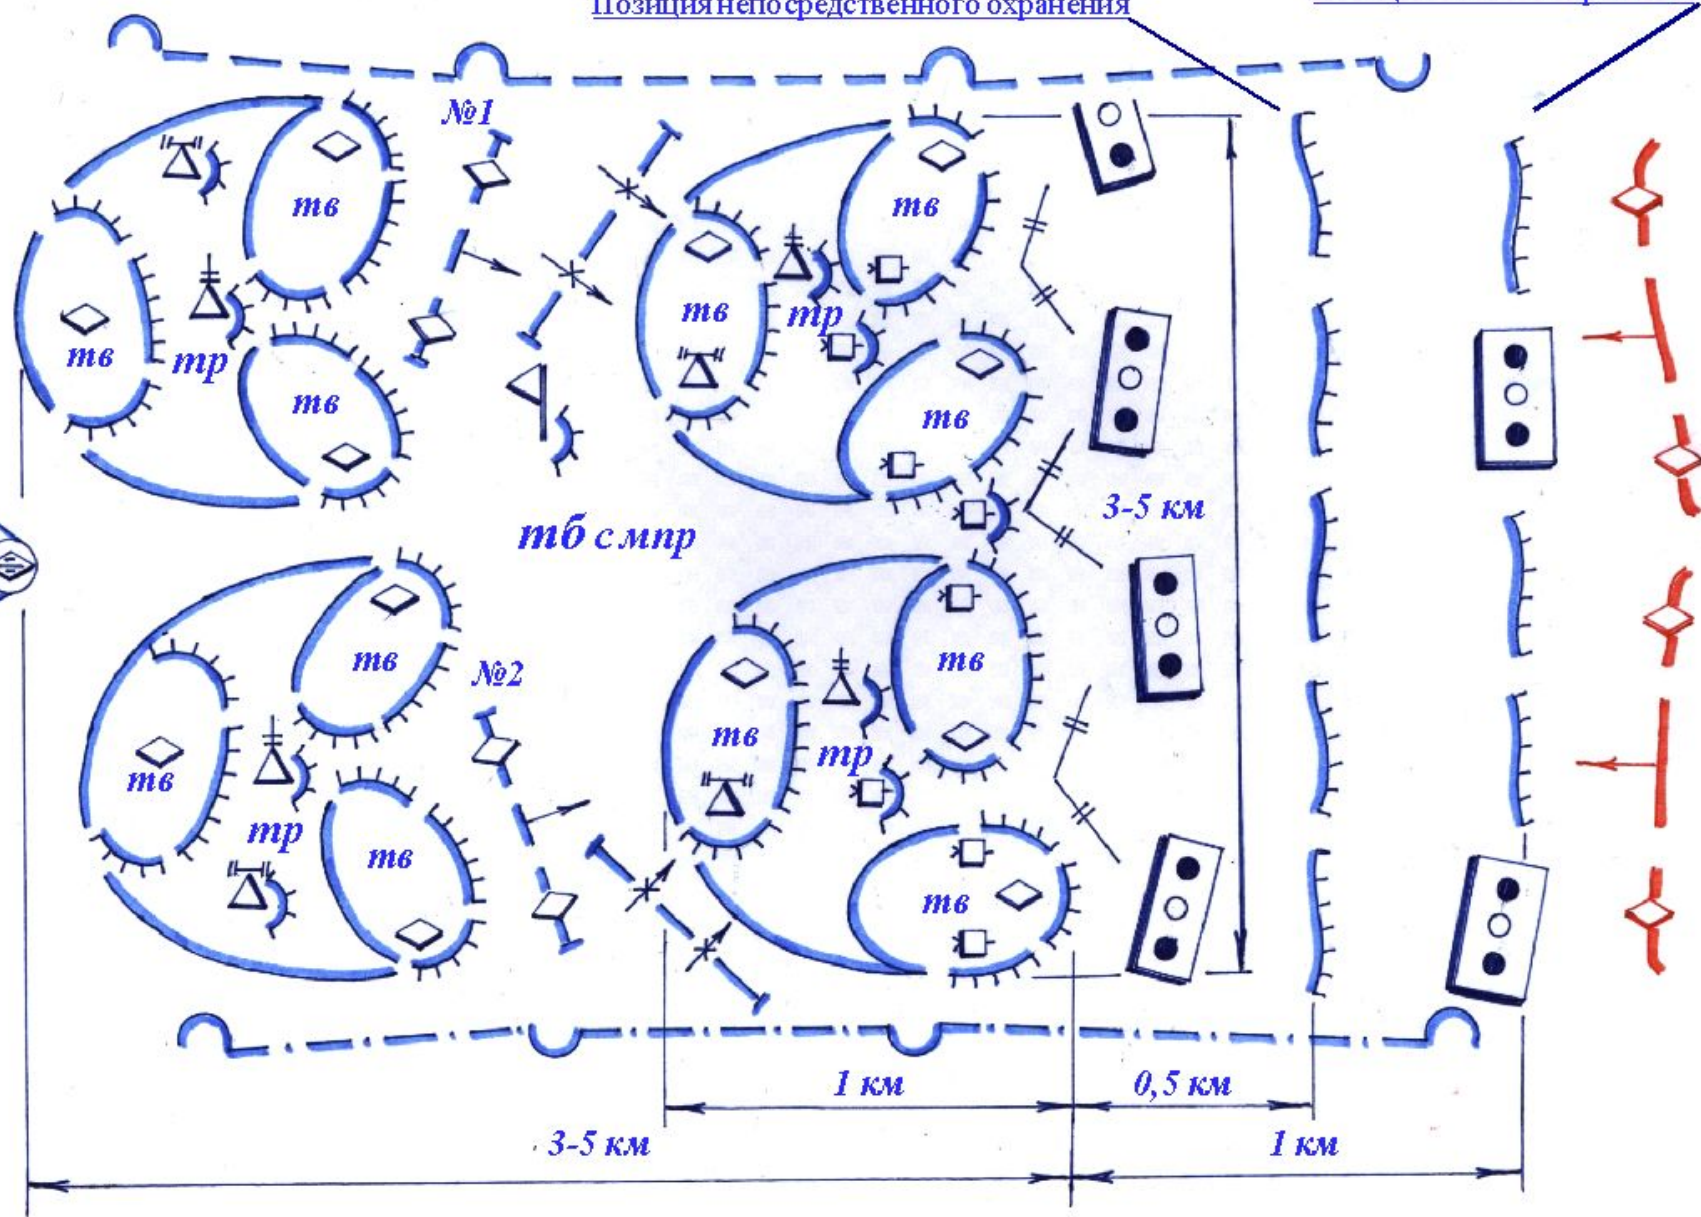 Позиция непосредственного охранения
№1
тв
тв
тв
тв
тр
тв
тр
тв
тв
3-5 км
тб с мпр
тв
тв
№2
тв
тв
тр
тв
тр
тв
тв
1 км
0,5 км
3-5 км
1 км